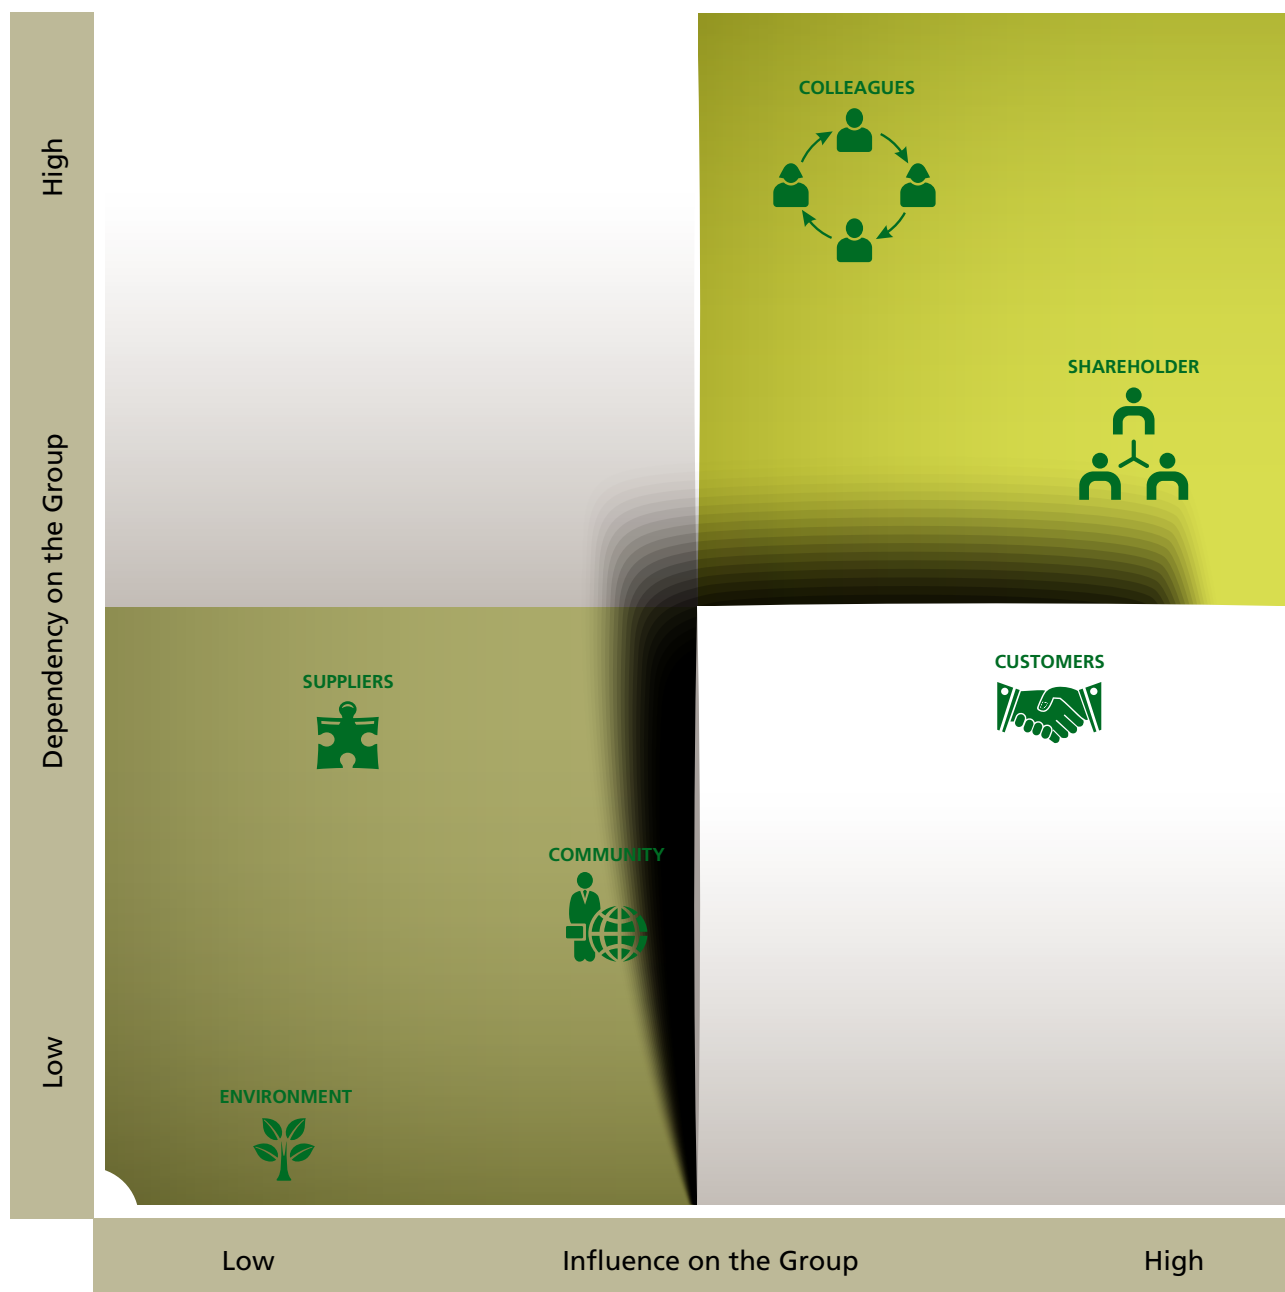 High
Dependency on the Group
Low
COLLEAGUES
SHAREHOLDER
SUPPLIERS
CUSTOMERS
COMMUNITY
ENVIRONMENT
Low
Influence on the Group
High